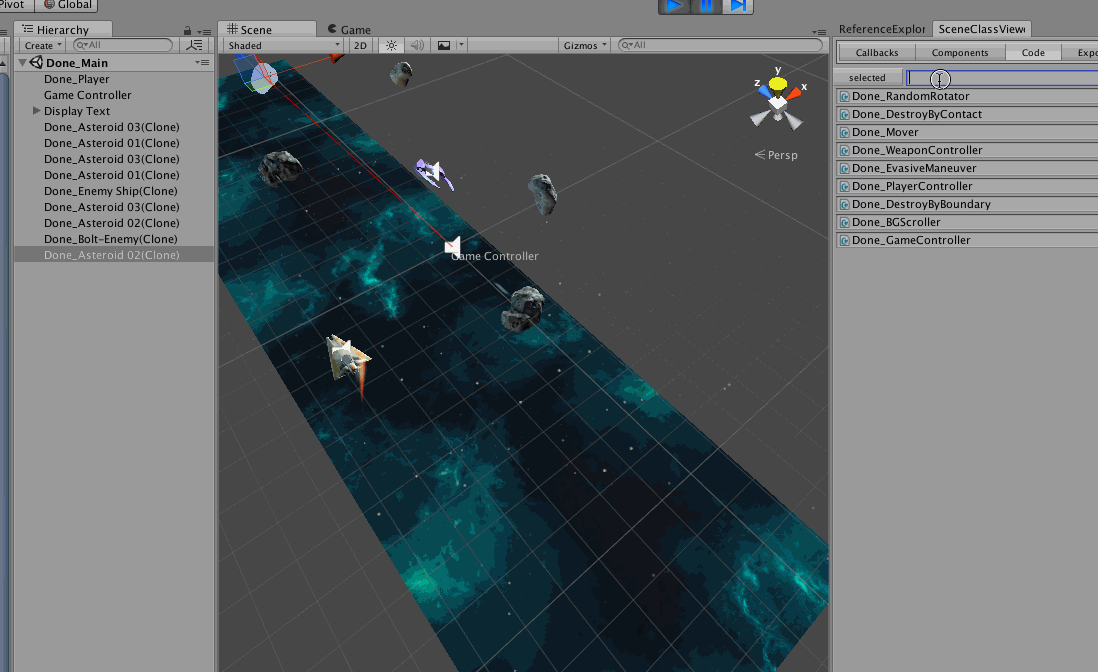 Pivot
Global
Hierarchy
Create
All
Done_Main
Done_Player
Game Controller
Display Text
Done_Asteroid 03(Clone)
Done_Asteroid 01(Clone)
Done_Asteroid 03(Clone)
Done_Asteroid 01(Clone)
Done_Enemy Ship(Clone)
Done_Asteroid 03(Clone)
Done_Asteroid 02(Clone)
Done_Bolt-Enemy(Clone)
Done_Asteroid 02(Clone)
Scene
Game
Shaded
2D
Gizmos
All
y
z
x
Persp
Game Controller
ReferenceExplor
SceneClassView
Callbacks
Components
Code
Expo
selected
Done_RandomRotator
Done_DestroyByContact
Done_Mover
Done_WeaponController
Done_EvasiveManeuver
Done_PlayerController
Done_DestroyByBoundary
Done_BGScroller
Done_GameController